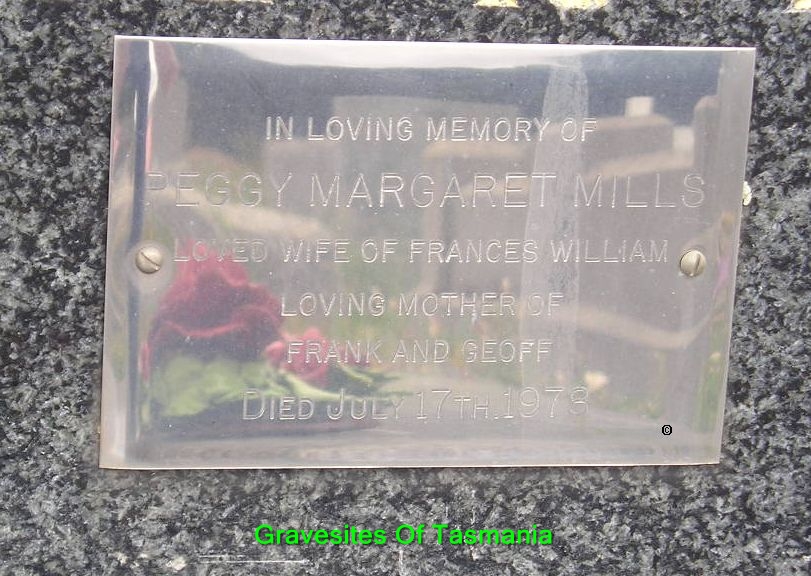 IN LOVING MEMORY OF
PEGGY MARGARET MILLS
LOVED WIFE OF FRANCES WILLIAM
LOVING MOTHER OF
FRANK AND GEOFF
DIED JULY 17TH. 1978
©
Gravesites Of Tasmania